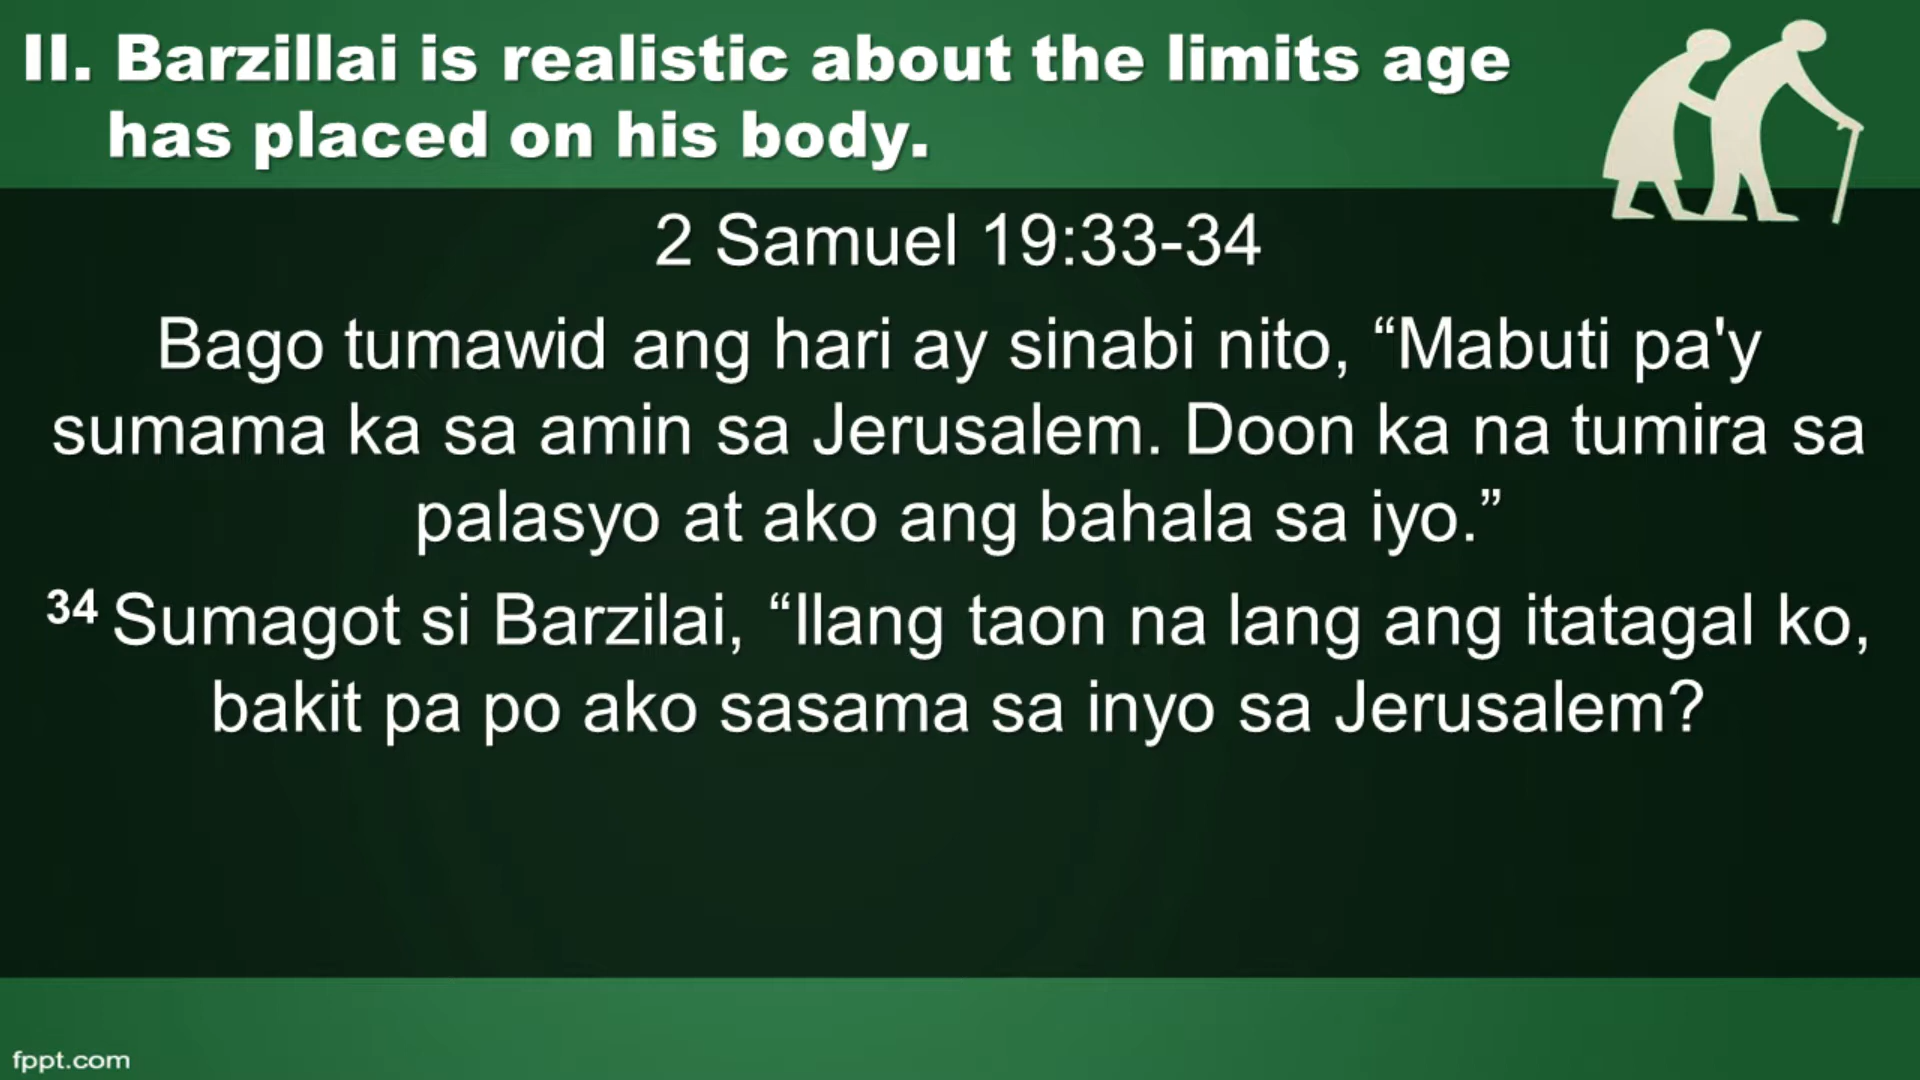 II. Barzillai is realistic about the limits age
has placed on his body.
2 Samuel 19:33-34
Bago tumawid ang hari ay sinabi nito, “Mabuti pa'y
sumama ka sa amin sa Jerusalem. Doon ka na tumira sa
palasyo at ako ang bahala sa iyo.”
34 Sumagot si Barzilai, “Ilang taon na lang ang itatagal ko,
bakit pa po ako sasama sa inyo sa Jerusalem?
fppt.com